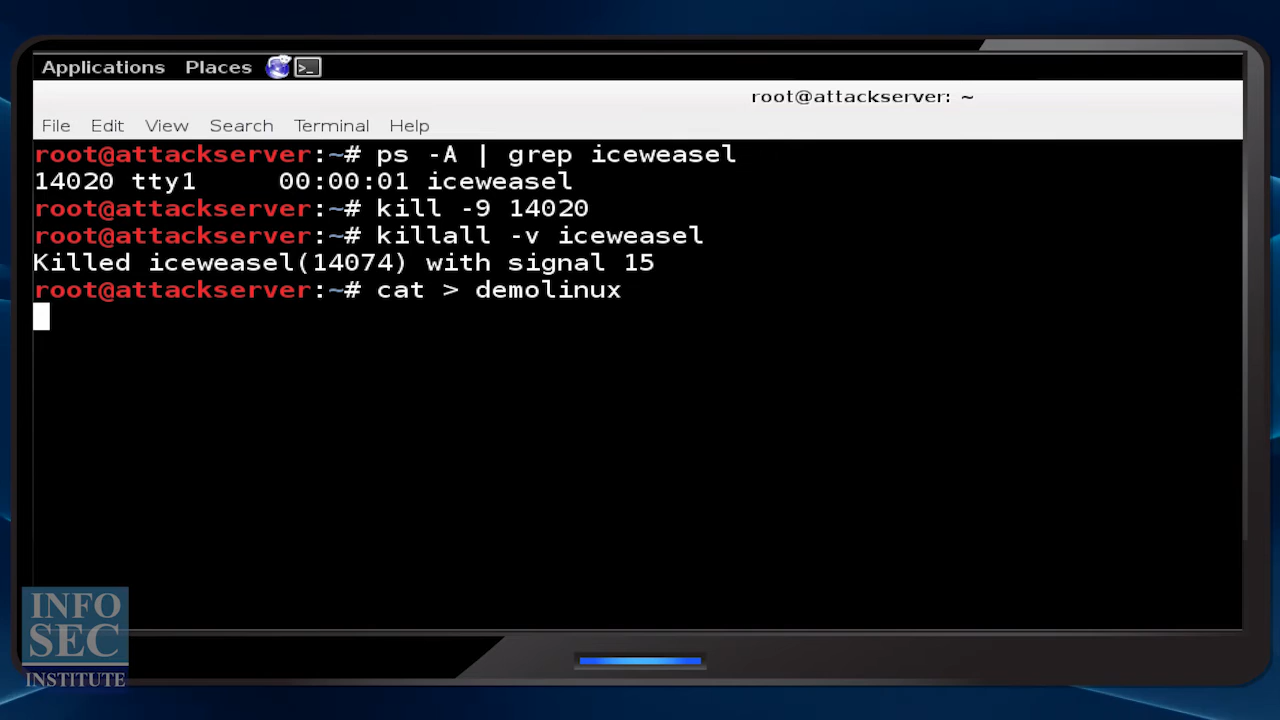 Applications Places
root@attackserver: ~
File Edit View Search Terminal Help
root@attackserver:~# ps -A | grep iceweasel
14020 tty1     00:00:01 iceweasel
root@attackserver:~# kill -9 14020
root@attackserver:~# killall -v iceweasel
Killed iceweasel(14074) with signal 15
root@attackserver:~# cat > demolinux
INFO
SEC
INSTITUTE